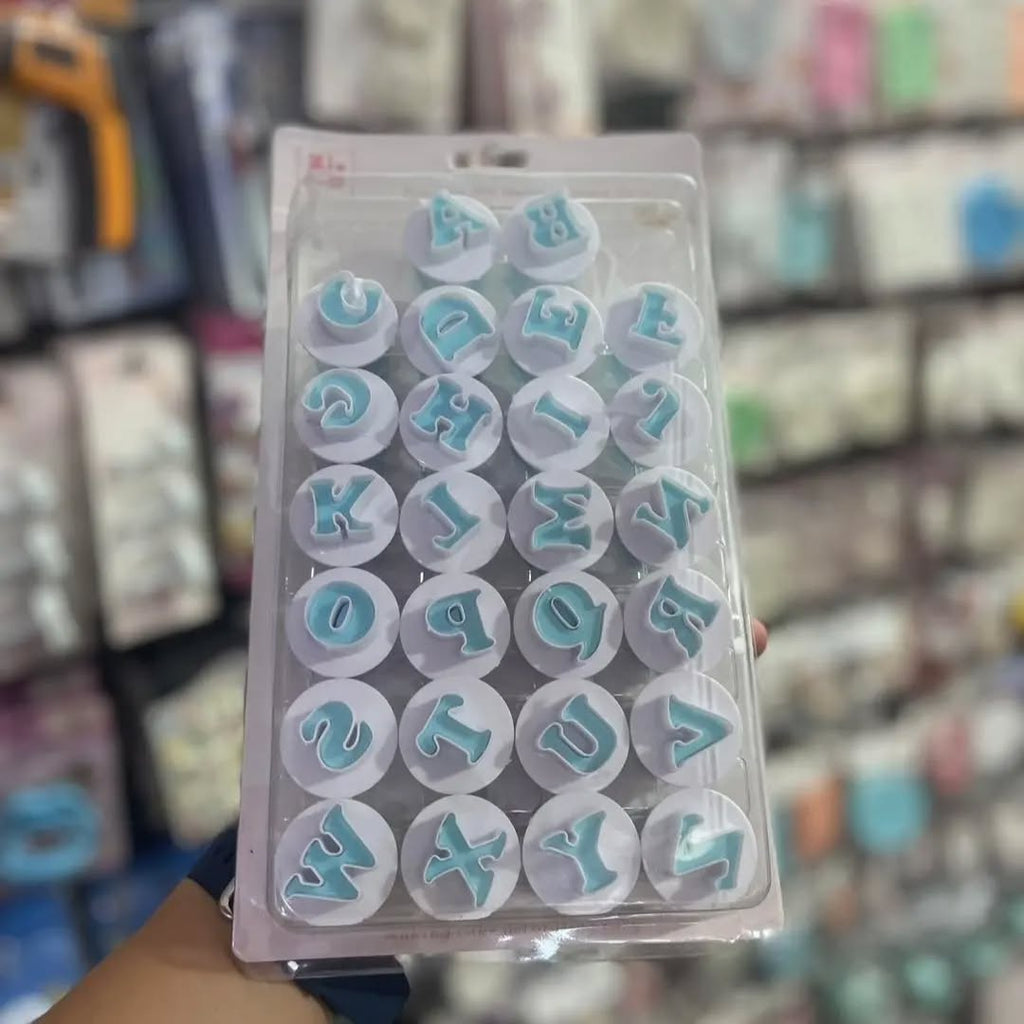 A B
C D E F
G H I J
K L M N
O P Q R
S T U V
W X Y Z